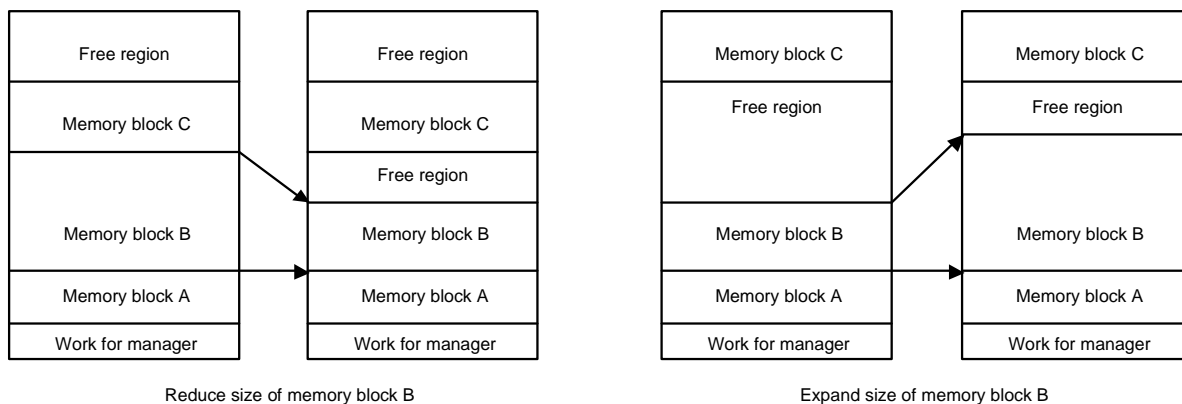 Free region
Memory block C
Memory block B
Memory block A
Work for manager
Free region
Memory block C
Free region
Memory block B
Memory block A
Work for manager
Reduce size of memory block B
Memory block C
Free region
Memory block B
Memory block A
Work for manager
Memory block C
Free region
Memory block B
Memory block A
Work for manager
Expand size of memory block B